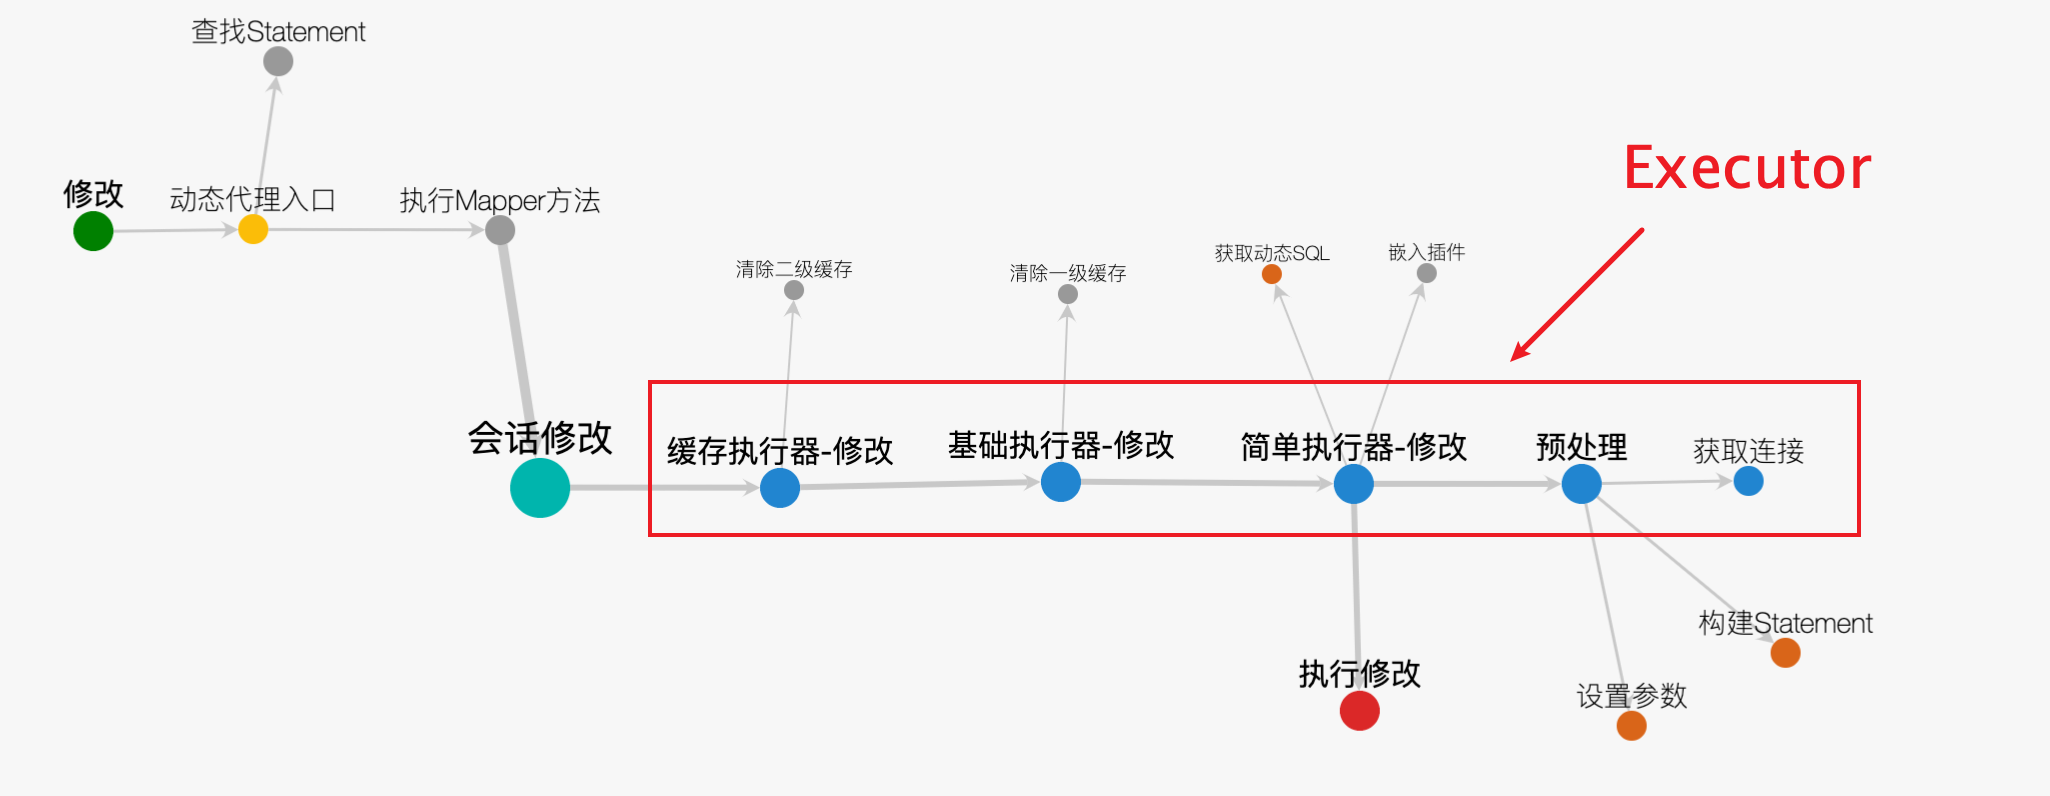 查找Statement
Executor
修改
动态代理入口
执行Mapper方法
清除二级缓存
清除一级缓存
获取动态SQL
嵌入插件
会话修改
缓存执行器-修改
基础执行器-修改
简单执行器-修改
预处理
获取连接
构建Statement
执行修改
设置参数